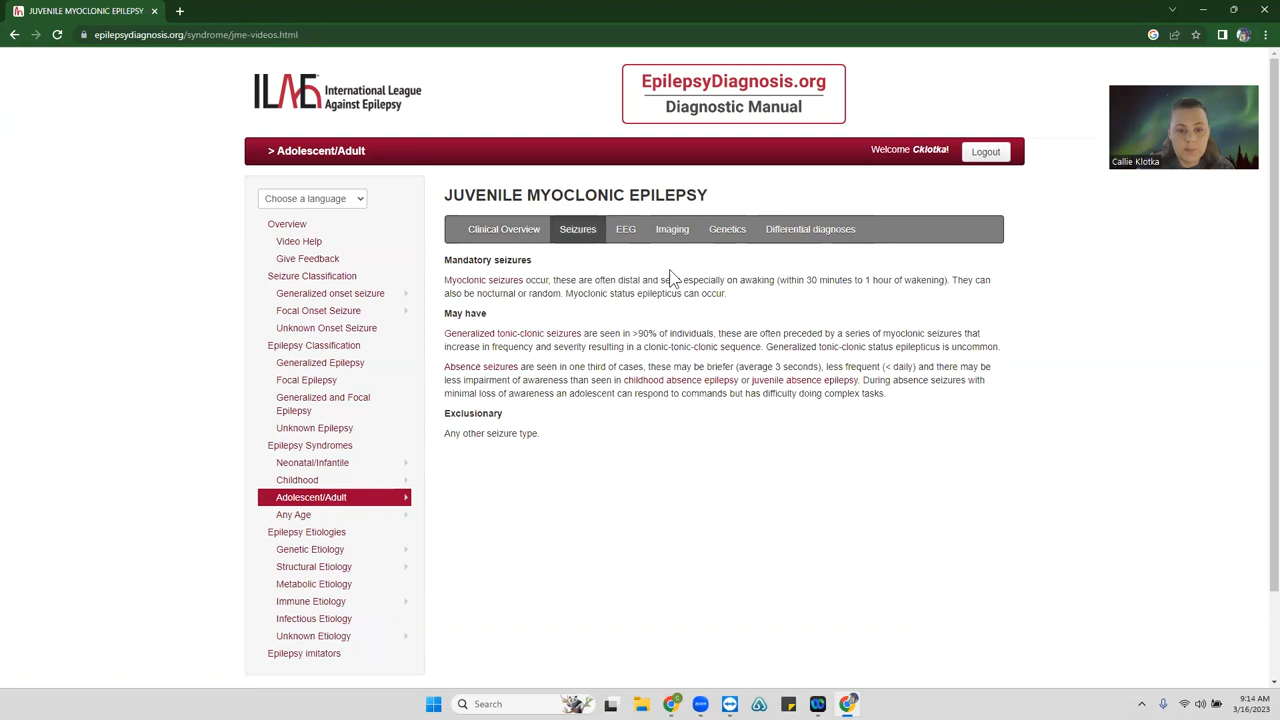 JUVENILE MYOCLONIC EPILEPSY
epilepsydiagnosis.org/syndrome/jme-videos.html
ILAE International League
Against Epilepsy
EpilepsyDiagnosis.org
Diagnostic Manual
Callie Klotka
> Adolescent/Adult
Welcome Cklotka!
Logout
Choose a language
Overview
Video Help
Give Feedback
Seizure Classification
Generalized onset seizure
Focal Onset Seizure
Unknown Onset Seizure
Epilepsy Classification
Generalized Epilepsy
Focal Epilepsy
Generalized and Focal
Epilepsy
Unknown Epilepsy
Epilepsy Syndromes
Neonatal/Infantile
Childhood
Adolescent/Adult
Any Age
Epilepsy Etiologies
Genetic Etiology
Structural Etiology
Metabolic Etiology
Immune Etiology
Infectious Etiology
Unknown Etiology
Epilepsy imitators
JUVENILE MYOCLONIC EPILEPSY
Clinical Overview Seizures EEG Imaging Genetics Differential diagnoses
Mandatory seizures
Myoclonic seizures occur, these are often distal and especially on awaking (within 30 minutes to 1 hour of wakening). They can
also be nocturnal or random. Myoclonic status epilepticus can occur.
May have
Generalized tonic-clonic seizures are seen in >90% of individuals, these are often preceded by a series of myoclonic seizures that
increase in frequency and severity resulting in a clonic-tonic-clonic sequence. Generalized tonic-clonic status epilepticus is uncommon.
Absence seizures are seen in one third of cases, these may be briefer (average 3 seconds), less frequent (< daily) and there may be
less impairment of awareness than seen in childhood absence epilepsy or juvenile absence epilepsy. During absence seizures with
minimal loss of awareness an adolescent can respond to commands but has difficulty doing complex tasks.
Exclusionary
Any other seizure type.
Search
9:14 AM
3/16/2023